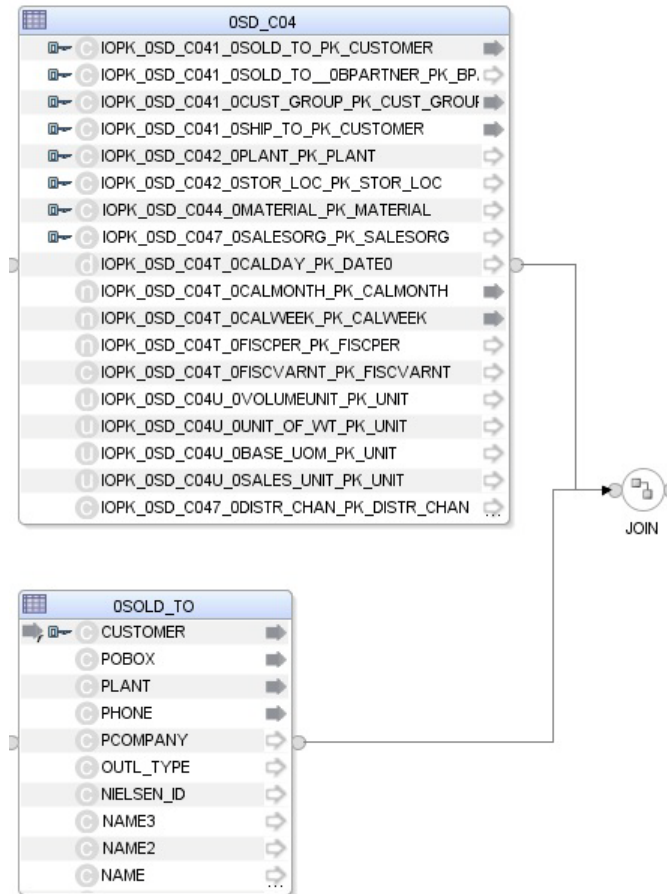 0SD_C04
C IOPK_0SD_C041_0SOLD_TO_PK_CUSTOMER
C IOPK_0SD_C041_0SOLD_TO__0BPARTNER_PK_BP.
C IOPK_0SD_C041_0CUST_GROUP_PK_CUST_GROUP
C IOPK_0SD_C041_0SHIP_TO_PK_CUSTOMER
C IOPK_0SD_C042_0PLANT_PK_PLANT
C IOPK_0SD_C042_0STOR_LOC_PK_STOR_LOC
C IOPK_0SD_C044_0MATERIAL_PK_MATERIAL
C IOPK_0SD_C047_0SALESORG_PK_SALESORG
d IOPK_0SD_C04T_0CALDAY_PK_DATE0
n IOPK_0SD_C04T_0CALMONTH_PK_CALMONTH
n IOPK_0SD_C04T_0CALWEEK_PK_CALWEEK
n IOPK_0SD_C04T_0FISCPER_PK_FISCPER
C IOPK_0SD_C04T_0FISCVARNT_PK_FISCVARNT
U IOPK_0SD_C04U_0VOLUMEUNIT_PK_UNIT
U IOPK_0SD_C04U_0UNIT_OF_WT_PK_UNIT
U IOPK_0SD_C04U_0BASE_UOM_PK_UNIT
U IOPK_0SD_C04U_0SALES_UNIT_PK_UNIT
C IOPK_0SD_C047_0DISTR_CHAN_PK_DISTR_CHAN ...
JOIN
0SOLD_TO
C CUSTOMER
C POBOX
C PLANT
C PHONE
C PCOMPANY
C OUTL_TYPE
C NIELSEN_ID
C NAME3
C NAME2
C NAME ...